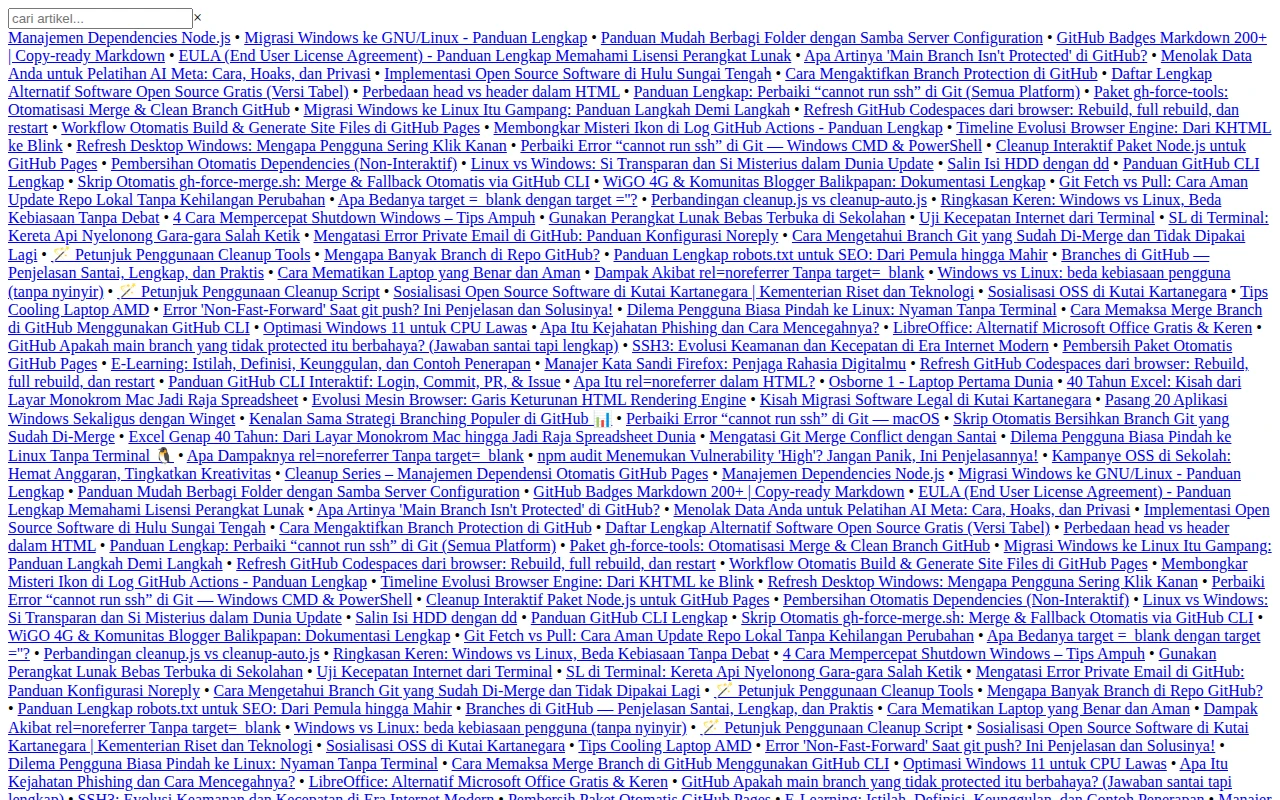 cari artikel... ×
Manajemen Dependencies Node.js • Migrasi Windows ke GNU/Linux - Panduan Lengkap • Panduan Mudah Berbagi Folder dengan Samba Server Configuration • GitHub Badges Markdown 200+
| Copy-ready Markdown • EULA (End User License Agreement) - Panduan Lengkap Memahami Lisensi Perangkat Lunak • Apa Artinya 'Main Branch Isn't Protected' di GitHub? • Menolak Data
Anda untuk Pelatihan AI Meta: Cara, Hoaks, dan Privasi • Implementasi Open Source Software di Hulu Sungai Tengah • Cara Mengaktifkan Branch Protection di GitHub • Daftar Lengkap
Alternatif Software Open Source Gratis (Versi Tabel) • Perbedaan head vs header dalam HTML • Panduan Lengkap: Perbaiki “cannot run ssh” di Git (Semua Platform) • Paket gh-force-tools:
Otomatisasi Merge & Clean Branch GitHub • Migrasi Windows ke Linux Itu Gampang: Panduan Lengkah Demi Lengkah • Refresh GitHub Codespaces dari browser: Rebuild, full rebuild, dan
restart • Workflow Otomatis Build & Generate Site Files di GitHub Pages • Membongkar Misteri Ikon di Log GitHub Actions - Panduan Lengkap • Timeline Evolusi Browser Engine: Dari KHTML
ke Blink • Refresh Desktop Windows: Mengapa Pengguna Sering Klik Kanan • Perbaiki Error “cannot run ssh” di Git — Windows CMD & PowerShell • Cleanup Interaktif Paket Node.js untuk
GitHub Pages • Pembersihan Otomatis Dependencies (Non-Interaktif) • Linux vs Windows: Si Transparan dan Si Misterius dalam Dunia Update • Salin Isi HDD dengan dd • Panduan GitHub CLI
Lengkap • Skrip Otomatis gh-force-merge.sh: Merge & Fallback Otomatis via GitHub CLI • WiGO 4G & Komunitas Blogger Balikpapan: Dokumentasi Lengkap • Git Fetch vs Pull: Cara Aman
Update Repo Lokal Tanpa Kehilangan Perubahan • Apa Bedanya target =_blank dengan target =''? • Perbandingan cleanup.js vs cleanup-auto.js • Ringkasan Keren: Windows vs Linux, Beda
Kebiasaan Tanpa Debat • 4 Cara Mempercepat Shutdown Windows – Tips Ampuh • Gunakan Perangkat Lunak Bebas Terbuka di Sekolahan • Uji Kecepatan Internet dari Terminal • SL di Terminal:
Kereta Api Nyelonong Gara-gara Salah Ketik • Mengatasi Error Private Email di GitHub: Panduan Konfigurasi Noreply • Cara Mengetahui Branch Git yang Sudah Di-Merge dan Tidak Dipakai
Lagi • 🪄 Petunjuk Penggunaan Cleanup Tools • Mengapa Banyak Branch di Repo GitHub? • Panduan Lengkap robots.txt untuk SEO: Dari Pemula hingga Mahir • Branches di GitHub —
Penjelasan Santai, Lengkap, dan Praktis • Cara Mematikan Laptop yang Benar dan Aman • Dampak Akibat rel=noreferrer Tanpa target=_blank • Windows vs Linux: beda kebiasaan pengguna
(tanpa nyinyir) • 🪄 Petunjuk Penggunaan Cleanup Script • Sosialisasi Open Source Software di Kutai Kartanegara | Kementerian Riset dan Teknologi • Sosialisasi OSS di Kutai Kartanegara • Tips
Cooling Laptop AMD • Error 'Non-Fast-Forward' Saat git push? Ini Penjelasan dan Solusinya! • Dilema Pengguna Biasa Pindah ke Linux: Nyaman Tanpa Terminal • Cara Memaksa Merge Branch
di GitHub Menggunakan GitHub CLI • Optimasi Windows 11 untuk CPU Lawas • Apa Itu Kejahatan Phishing dan Cara Mencegahnya? • LibreOffice: Alternatif Microsoft Office Gratis & Keren •
GitHub Apakah main branch yang tidak protected itu berbahaya? (Jawaban santai tapi lengkap) • SSH3: Evolusi Keamanan dan Kecepatan di Era Internet Modern • Pembersih Paket Otomatis
GitHub Pages • E-Learning: Istilah, Definisi, Keunggulan, dan Contoh Penerapan • Manajer Kata Sandi Firefox: Penjaga Rahasia Digitalmu • Refresh GitHub Codespaces dari browser: Rebuild,
full rebuild, dan restart • Panduan GitHub CLI Interaktif: Login, Commit, PR, & Issue • Apa Itu rel=noreferrer dalam HTML? • Osborne 1 - Laptop Pertama Dunia • 40 Tahun Excel: Kisah dari
Layar Monokrom Mac Jadi Raja Spreadsheet • Evolusi Mesin Browser: Garis Keturunan HTML Rendering Engine • Kisah Migrasi Software Legal di Kutai Kartanegara • Pasang 20 Aplikasi
Windows Sekaligus dengan Winget • Kenalan Sama Strategi Branching Populer di GitHub 📊 • Perbaiki Error “cannot run ssh” di Git — macOS • Skrip Otomatis Bersihkan Branch Git yang
Sudah Di-Merge • Excel Genap 40 Tahun: Dari Layar Monokrom Mac hingga Jadi Raja Spreadsheet Dunia • Mengatasi Git Merge Conflict dengan Santai • Dilema Pengguna Biasa Pindah ke
Linux Tanpa Terminal 🐧 • Apa Dampaknya rel=noreferrer Tanpa target=_blank • npm audit Menemukan Vulnerability 'High'? Jangan Panik, Ini Penjelasannya! • Kampanye OSS di Sekolah:
Hemat Anggaran, Tingkatkan Kreativitas • Cleanup Series – Manajemen Dependensi Otomatis GitHub Pages • Manajemen Dependencies Node.js • Migrasi Windows ke GNU/Linux - Panduan
Lengkap • Panduan Mudah Berbagi Folder dengan Samba Server Configuration • GitHub Badges Markdown 200+ | Copy-ready Markdown • EULA (End User License Agreement) - Panduan
Lengkap Memahami Lisensi Perangkat Lunak • Apa Artinya 'Main Branch Isn't Protected' di GitHub? • Menolak Data Anda untuk Pelatihan AI Meta: Cara, Hoaks, dan Privasi • Implementasi Open
Source Software di Hulu Sungai Tengah • Cara Mengaktifkan Branch Protection di GitHub • Daftar Lengkap Alternatif Software Open Source Gratis (Versi Tabel) • Perbedaan head vs header
dalam HTML • Panduan Lengkap: Perbaiki “cannot run ssh” di Git (Semua Platform) • Paket gh-force-tools: Otomatisasi Merge & Clean Branch GitHub • Migrasi Windows ke Linux Itu Gampang:
Panduan Lengkah Demi Lengkah • Refresh GitHub Codespaces dari browser: Rebuild, full rebuild, dan restart • Workflow Otomatis Build & Generate Site Files di GitHub Pages • Membongkar
Misteri Ikon di Log GitHub Actions - Panduan Lengkap • Timeline Evolusi Browser Engine: Dari KHTML ke Blink • Refresh Desktop Windows: Mengapa Pengguna Sering Klik Kanan • Perbaiki
Error “cannot run ssh” di Git — Windows CMD & PowerShell • Cleanup Interaktif Paket Node.js untuk GitHub Pages • Pembersihan Otomatis Dependencies (Non-Interaktif) • Linux vs Windows:
Si Transparan dan Si Misterius dalam Dunia Update • Salin Isi HDD dengan dd • Panduan GitHub CLI Lengkap • Skrip Otomatis gh-force-merge.sh: Merge & Fallback Otomatis via GitHub CLI •
WiGO 4G & Komunitas Blogger Balikpapan: Dokumentasi Lengkap • Git Fetch vs Pull: Cara Aman Update Repo Lokal Tanpa Kehilangan Perubahan • Apa Bedanya target =_blank dengan target
=''? • Perbandingan cleanup.js vs cleanup-auto.js • Ringkasan Keren: Windows vs Linux, Beda Kebiasaan Tanpa Debat • 4 Cara Mempercepat Shutdown Windows – Tips Ampuh • Gunakan
Perangkat Lunak Bebas Terbuka di Sekolahan • Uji Kecepatan Internet dari Terminal • SL di Terminal: Kereta Api Nyelonong Gara-gara Salah Ketik • Mengatasi Error Private Email di GitHub:
Panduan Konfigurasi Noreply • Cara Mengetahui Branch Git yang Sudah Di-Merge dan Tidak Dipakai Lagi • 🪄 Petunjuk Penggunaan Cleanup Tools • Mengapa Banyak Branch di Repo GitHub?
• Panduan Lengkap robots.txt untuk SEO: Dari Pemula hingga Mahir • Branches di GitHub — Penjelasan Santai, Lengkap, dan Praktis • Cara Mematikan Laptop yang Benar dan Aman • Dampak
Akibat rel=noreferrer Tanpa target=_blank • Windows vs Linux: beda kebiasaan pengguna (tanpa nyinyir) • 🪄 Petunjuk Penggunaan Cleanup Script • Sosialisasi Open Source Software di Kutai
Kartanegara | Kementerian Riset dan Teknologi • Sosialisasi OSS di Kutai Kartanegara • Tips Cooling Laptop AMD • Error 'Non-Fast-Forward' Saat git push? Ini Penjelasan dan Solusinya! •
Dilema Pengguna Biasa Pindah ke Linux: Nyaman Tanpa Terminal • Cara Memaksa Merge Branch di GitHub Menggunakan GitHub CLI • Optimasi Windows 11 untuk CPU Lawas • Apa Itu
Kejahatan Phishing dan Cara Mencegahnya? • LibreOffice: Alternatif Microsoft Office Gratis & Keren • GitHub Apakah main branch yang tidak protected itu berbahaya? (Jawaban santai tapi
lengkap) • SSH3: Evolusi Keamanan dan Kecepatan di Era Internet Modern • Pembersih Paket Otomatis GitHub Pages • E-Learning: Istilah, Definisi, Keunggulan, dan Contoh Penerapan • Manajer